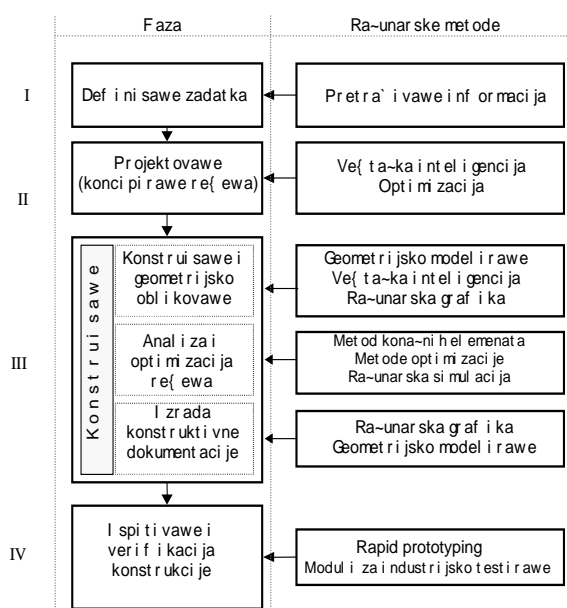 Faza
Ra~unarske metode
I
Definisawe zadatka
Pretra`ivawe informacija
II
Projektovawe
(koncipirawe re{ewa)
Ve{ta~ka inteligencija
Optimizacija
III
Konstruisawe
Konstruisawe i
geometrijsko
oblikovawe
Geometrijsko modelirawe
Ve{ta~ka inteligencija
Ra~unarska grafika
Analiza i
optimizacija
re{ewa
Metod kona~nih elemenata
Metode optimizacije
Ra~unarska simulacija
Izrada
konstruktivne
dokumentacije
Ra~unarska grafika
Geometrijsko modelirawe
IV
Ispitivawe i
verifikacija
konstrukcije
Rapid prototyping
Moduli za industrijsko testirawe